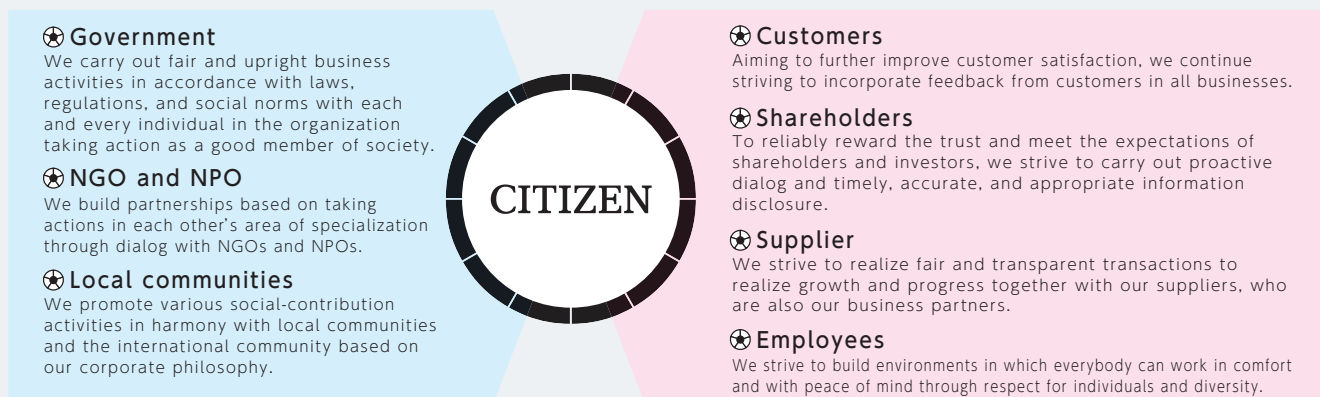 Government
We carry out fair and upright business
activities in accordance with laws,
regulations, and social norms with each
and every individual in the organization
taking action as a good member of society.
NGO and NPO
We build partnerships based on taking
actions in each other's area of specialization
through dialog with NGOs and NPOs.
Local communities
We promote various social-contribution
activities in harmony with local communities
and the international community based on
our corporate philosophy.
CITIZEN
Customers
Aiming to further improve customer satisfaction, we continue
striving to incorporate feedback from customers in all businesses.
Shareholders
To reliably reward the trust and meet the expectations of
shareholders and investors, we strive to carry out proactive
dialog and timely, accurate, and appropriate information
disclosure.
Supplier
We strive to realize fair and transparent transactions to
realize growth and progress together with our suppliers, who
are also our business partners.
Employees
We strive to build environments in which everybody can work in comfort
and with peace of mind through respect for individuals and diversity.